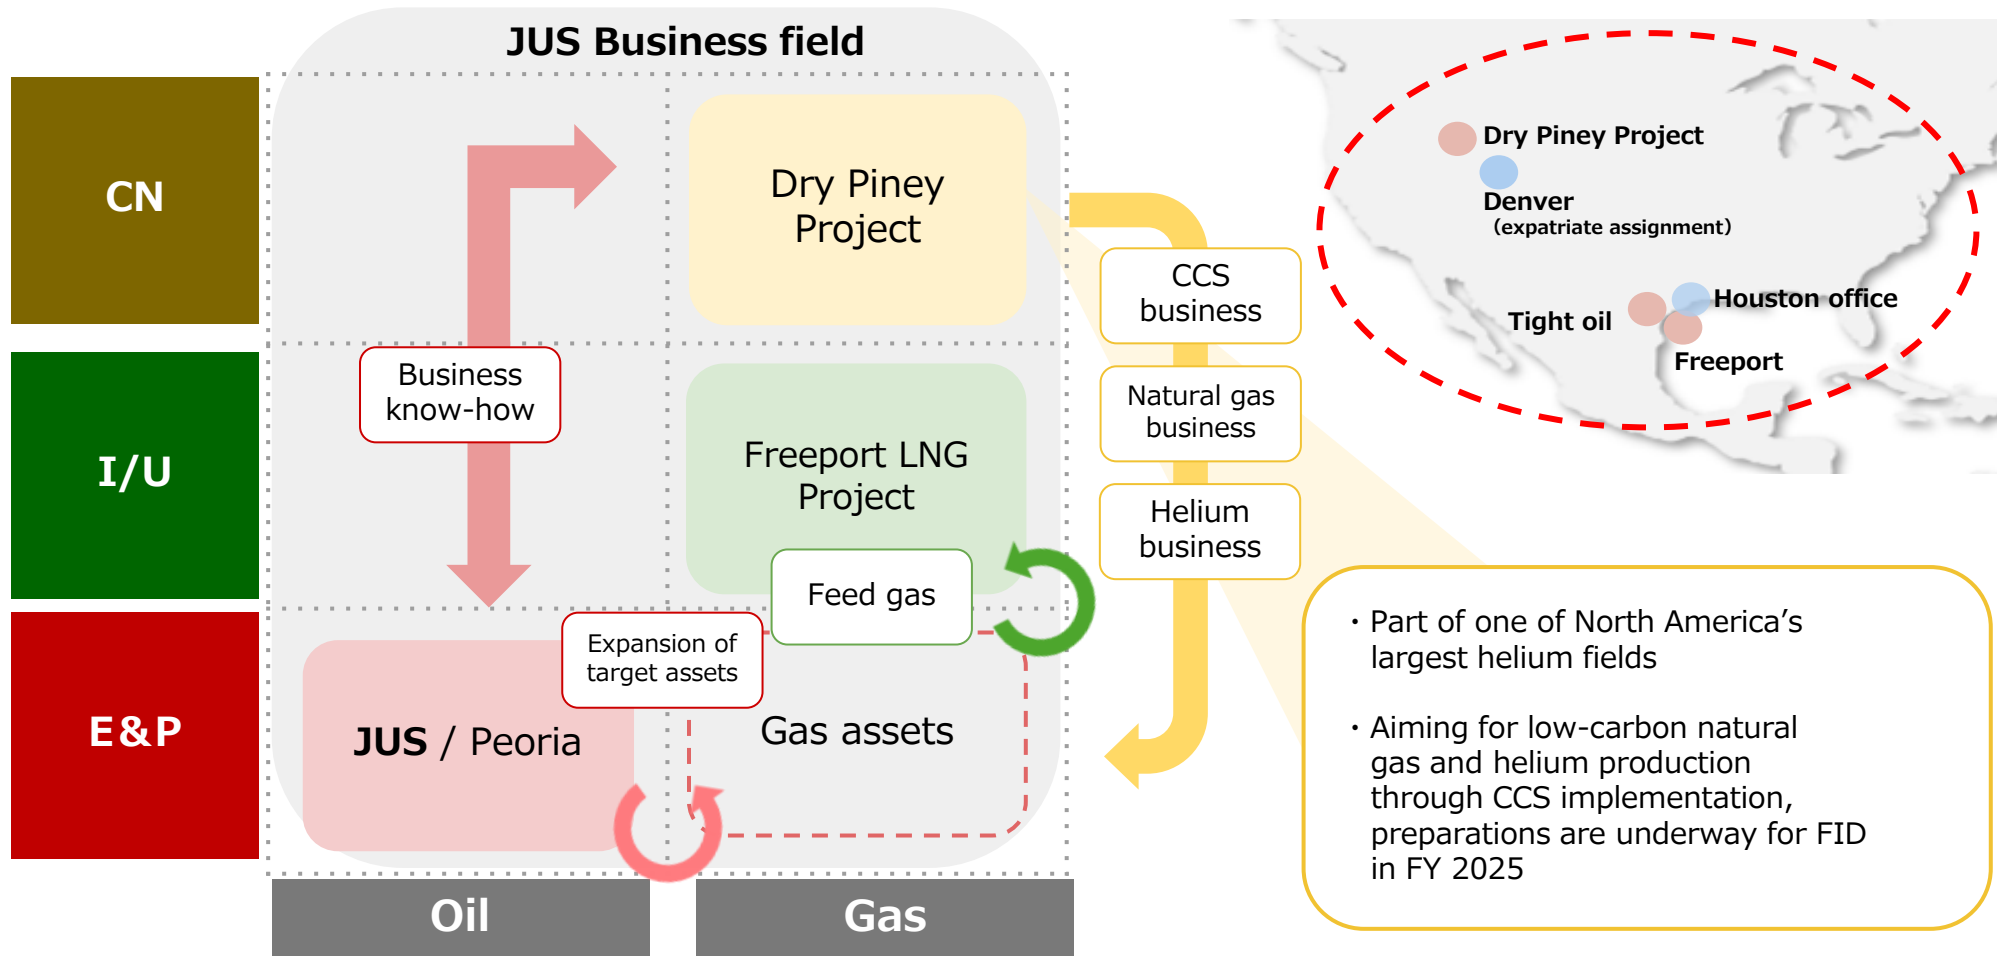 JUS Business field
CN
I/U
E&P
Dry Piney
Project
Business
know-how
Freeport LNG
Project
Feed gas
Expansion of
target assets
JUS / Peoria
Gas assets
Oil
Gas
CCS
business
Natural gas
business
Helium
business
Dry Piney Project
Denver
(expatriate assignment)
Houston office
Tight oil
Freeport
・Part of one of North America’s
largest helium fields
・Aiming for low-carbon natural
gas and helium production
through CCS implementation,
preparations are underway for FID
in FY 2025